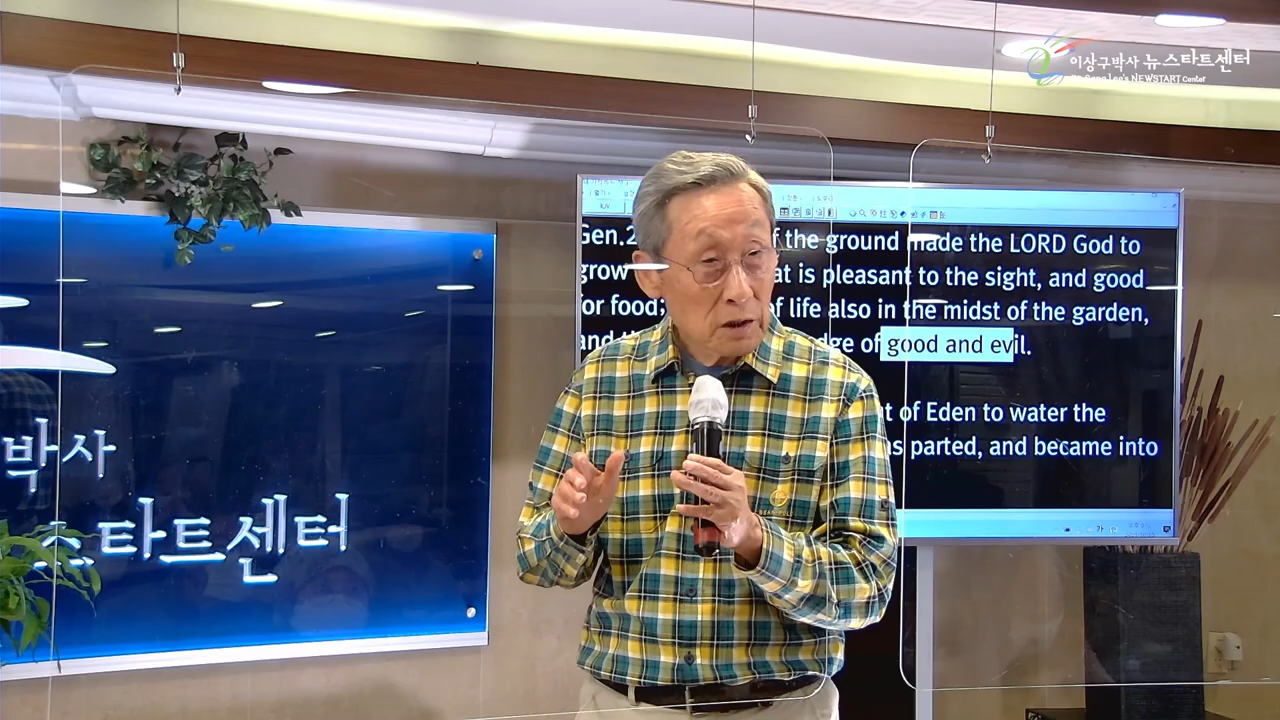 이상구박사 뉴스타트센터
Dr. Sang Lee's NEWSTART Center
Gen.2
f the ground made the LORD God to
grow
at is pleasant to the sight, and good
for food;
of life also in the midst of the garden,
and
dge of good and evil.
t of Eden to water the
as parted, and became into
박사
스타트센터